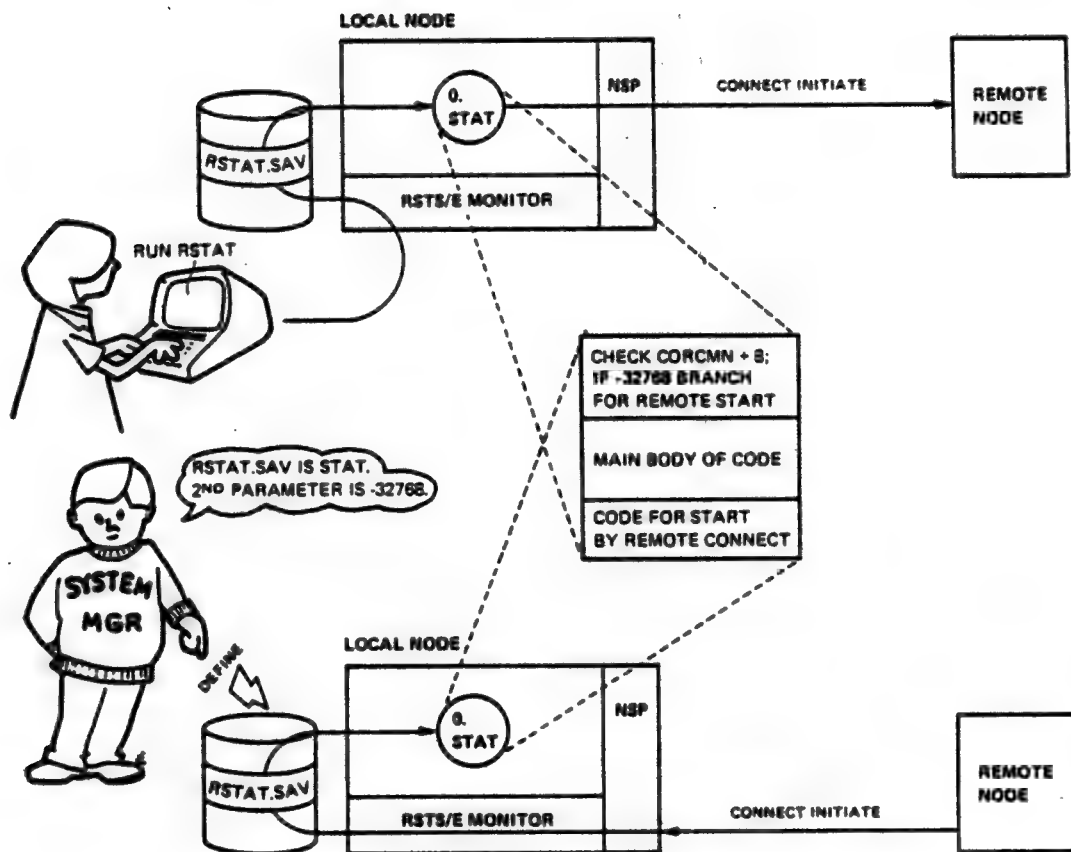 LOCAL NODE
NSP
CONNECT INITIATE
REMOTE
NODE
0.
STAT
RSTAT.SAV
RSTS/E MONITOR
RUN RSTAT
CHECK CORCMN + 8;
IF -32768 BRANCH
FOR REMOTE START
MAIN BODY OF CODE
CODE FOR START
BY REMOTE CONNECT
RSTAT.SAV IS STAT.
2ND PARAMETER IS -32768.
SYSTEM
MGR
DEFINE
LOCAL NODE
NSP
0.
STAT
RSTAT.SAV
RSTS/E MONITOR
CONNECT INITIATE
REMOTE
NODE